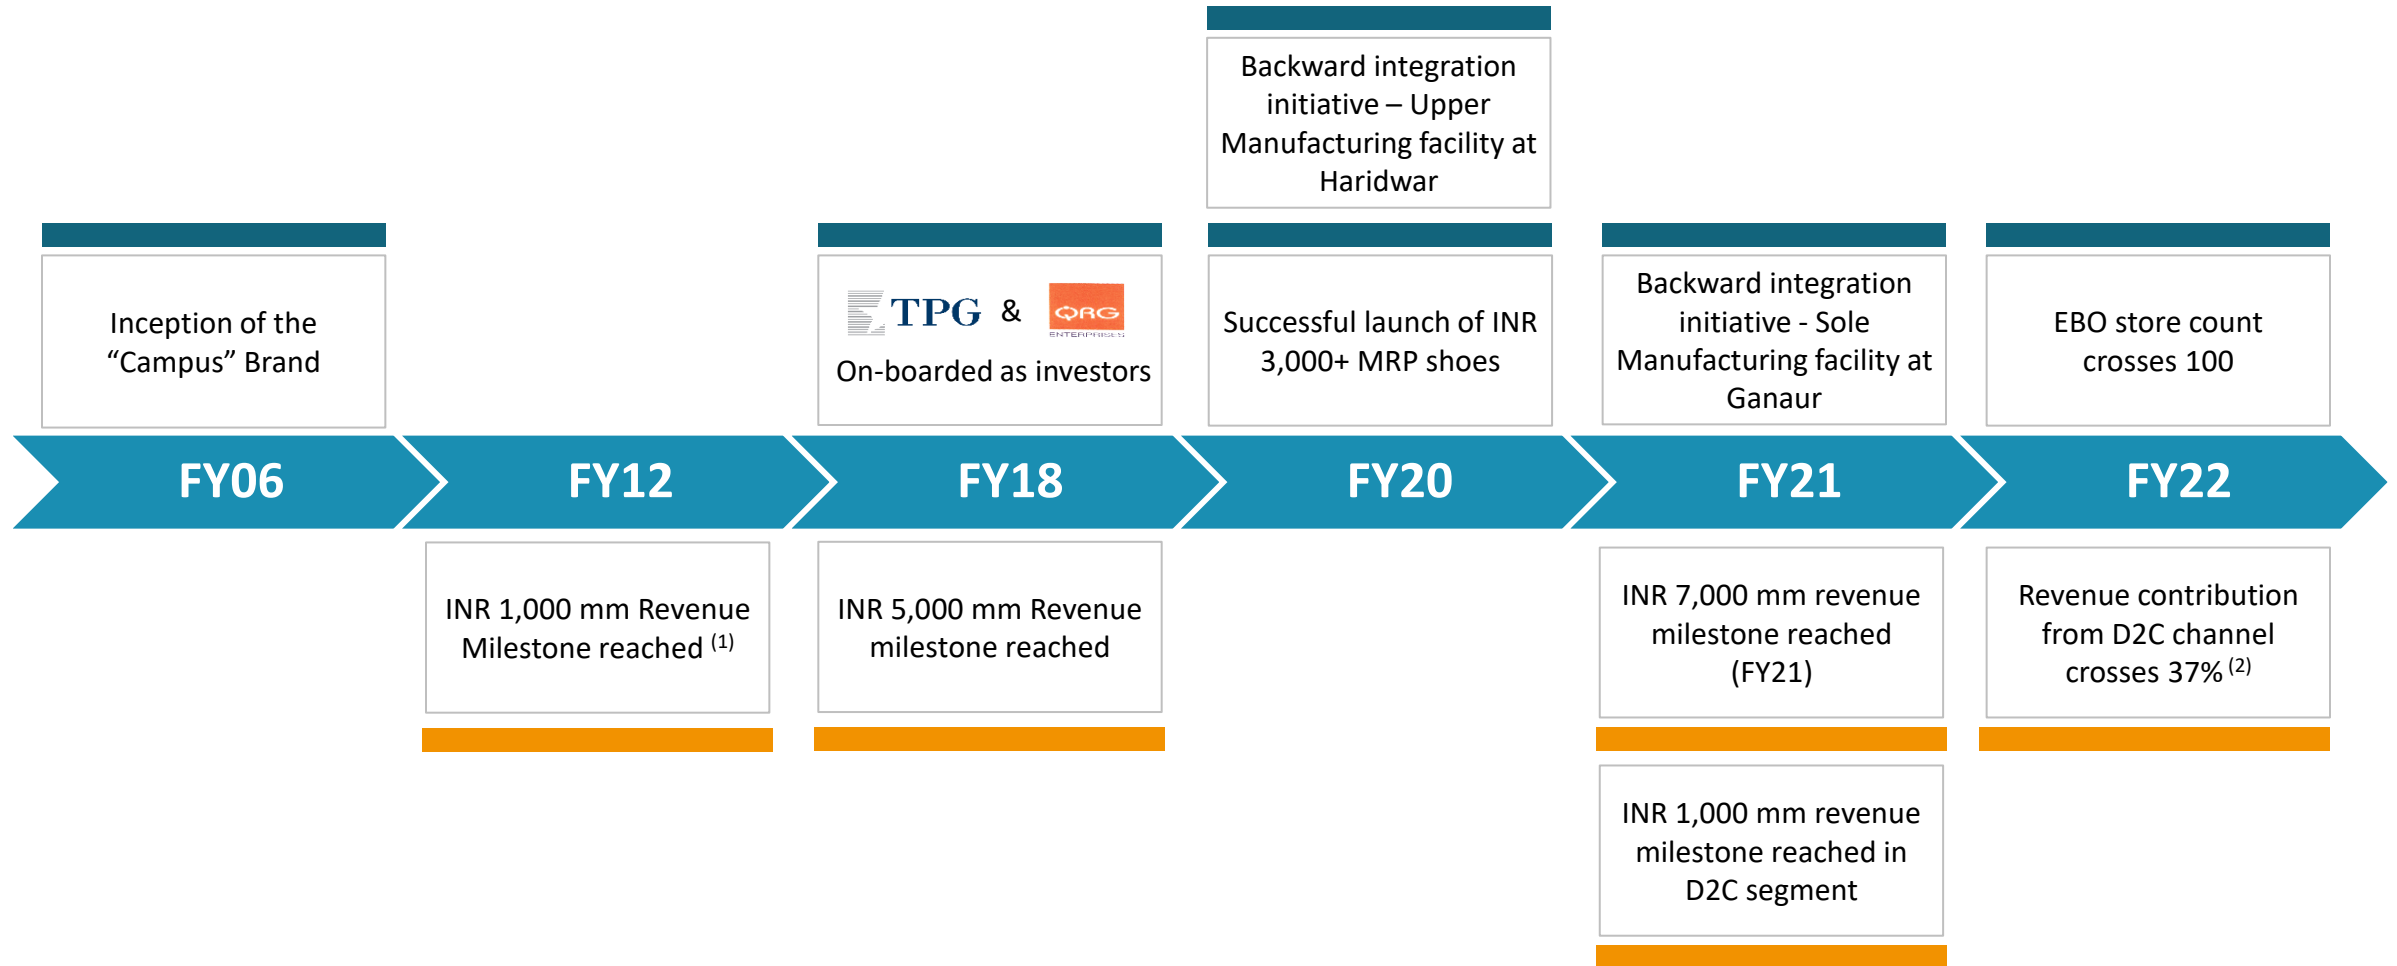 Backward integration
initiative – Upper
Manufacturing facility at
Haridwar
Inception of the
“Campus” Brand
TPG & QRG
ENTERPRISES
On-boarded as investors
Successful launch of INR
3,000+ MRP shoes
Backward integration
initiative - Sole
Manufacturing facility at
Ganaur
EBO store count
crosses 100
FY06
FY12
FY18
FY20
FY21
FY22
INR 1,000 mm Revenue
Milestone reached (1)
INR 5,000 mm Revenue
milestone reached
INR 7,000 mm revenue
milestone reached
(FY21)
Revenue contribution
from D2C channel
crosses 37% (2)
INR 1,000 mm revenue
milestone reached in
D2C segment